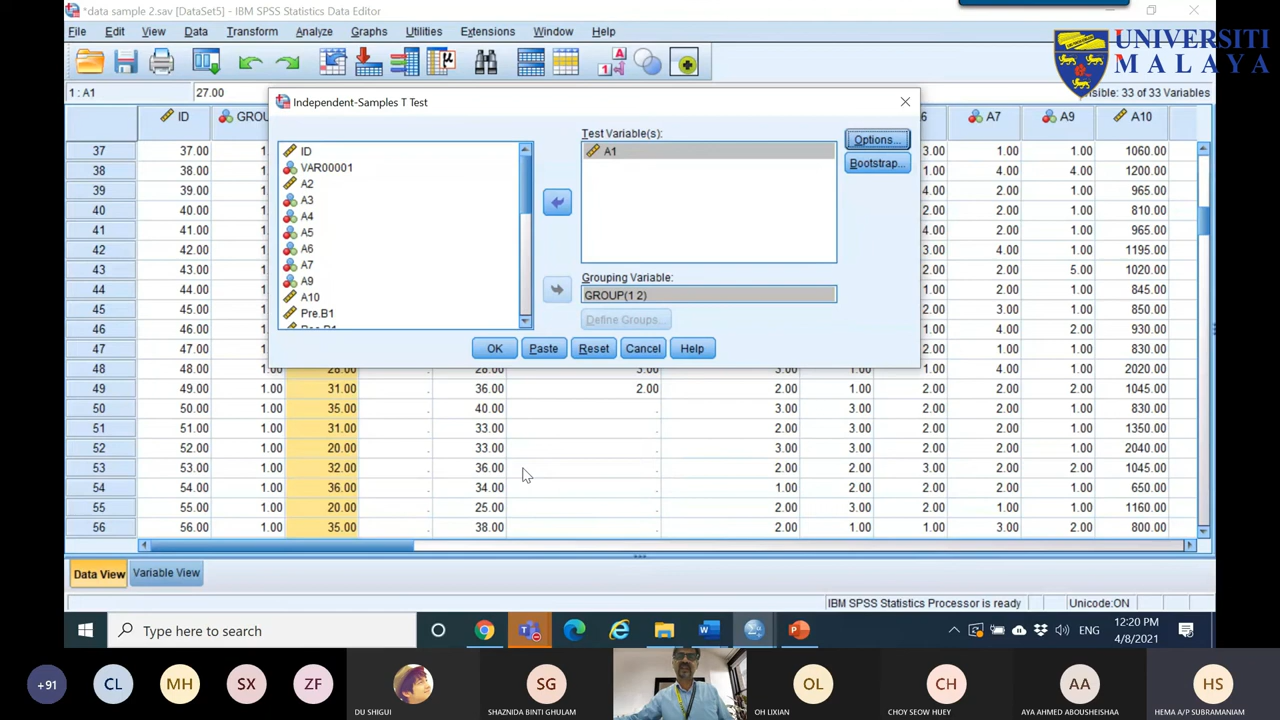 *data sample 2.sav [DataSet5] - IBM SPSS Statistics Data Editor
File Edit View Data Transform Analyze Graphs Utilities Extensions Window Help
UNIVERSITI
MALAYA
1 : A1 27.00 Visible: 33 of 33 Variables
Independent-Samples T Test
ID A7 A9 A10
Test Variable(s):
A1
Options...
Bootstrap...
ID
VAR00001
A2
A3
A4
A5
A6
A7
A9
A10
Pre.B1
Grouping Variable:
GROUP(1 2)
Define Groups...
OK Paste Reset Cancel Help
37 37.00 3.00 1.00 1.00 1060.00
38 38.00 1.00 4.00 4.00 1200.00
39 39.00 4.00 2.00 1.00 965.00
40 40.00 2.00 2.00 1.00 810.00
41 41.00 4.00 2.00 1.00 965.00
42 42.00 3.00 4.00 1.00 1195.00
43 43.00 2.00 2.00 5.00 1020.00
44 44.00 1.00 2.00 1.00 845.00
45 45.00 1.00 3.00 1.00 850.00
46 46.00 4.00 2.00 930.00
47 47.00 1.00 1.00 830.00
48 48.00 1.00 28.00 . 28.00 3.00 3.00 1.00 1.00 4.00 1.00 2020.00
49 49.00 1.00 31.00 . 36.00 2.00 2.00 1.00 2.00 2.00 2.00 1045.00
50 50.00 1.00 35.00 . 40.00 . 3.00 3.00 2.00 2.00 1.00 830.00
51 51.00 1.00 31.00 . 33.00 . 2.00 3.00 2.00 2.00 1.00 1350.00
52 52.00 1.00 20.00 . 33.00 . 3.00 3.00 2.00 2.00 1.00 2040.00
53 53.00 1.00 32.00 . 36.00 . 2.00 2.00 3.00 2.00 2.00 1045.00
54 54.00 1.00 36.00 . 34.00 . 1.00 2.00 2.00 2.00 1.00 650.00
55 55.00 1.00 20.00 . 25.00 . 2.00 2.00 2.00 1.00 1.00 1160.00
56 56.00 1.00 35.00 . 38.00 . 2.00 1.00 1.00 3.00 2.00 800.00
Data View Variable View
IBM SPSS Statistics Processor is ready Unicode:ON
Type here to search
ENG
12:20 PM
4/8/2021
+91 CL MH SX ZF SG OL CH AA HS
DU SHIGUI SHAZNIDA BINTI GHULAM OH LIXIAN CHOY SEOW HUEY AYA AHMED ABOUSHEISHAA HEMA A/P SUBRAMANIAM